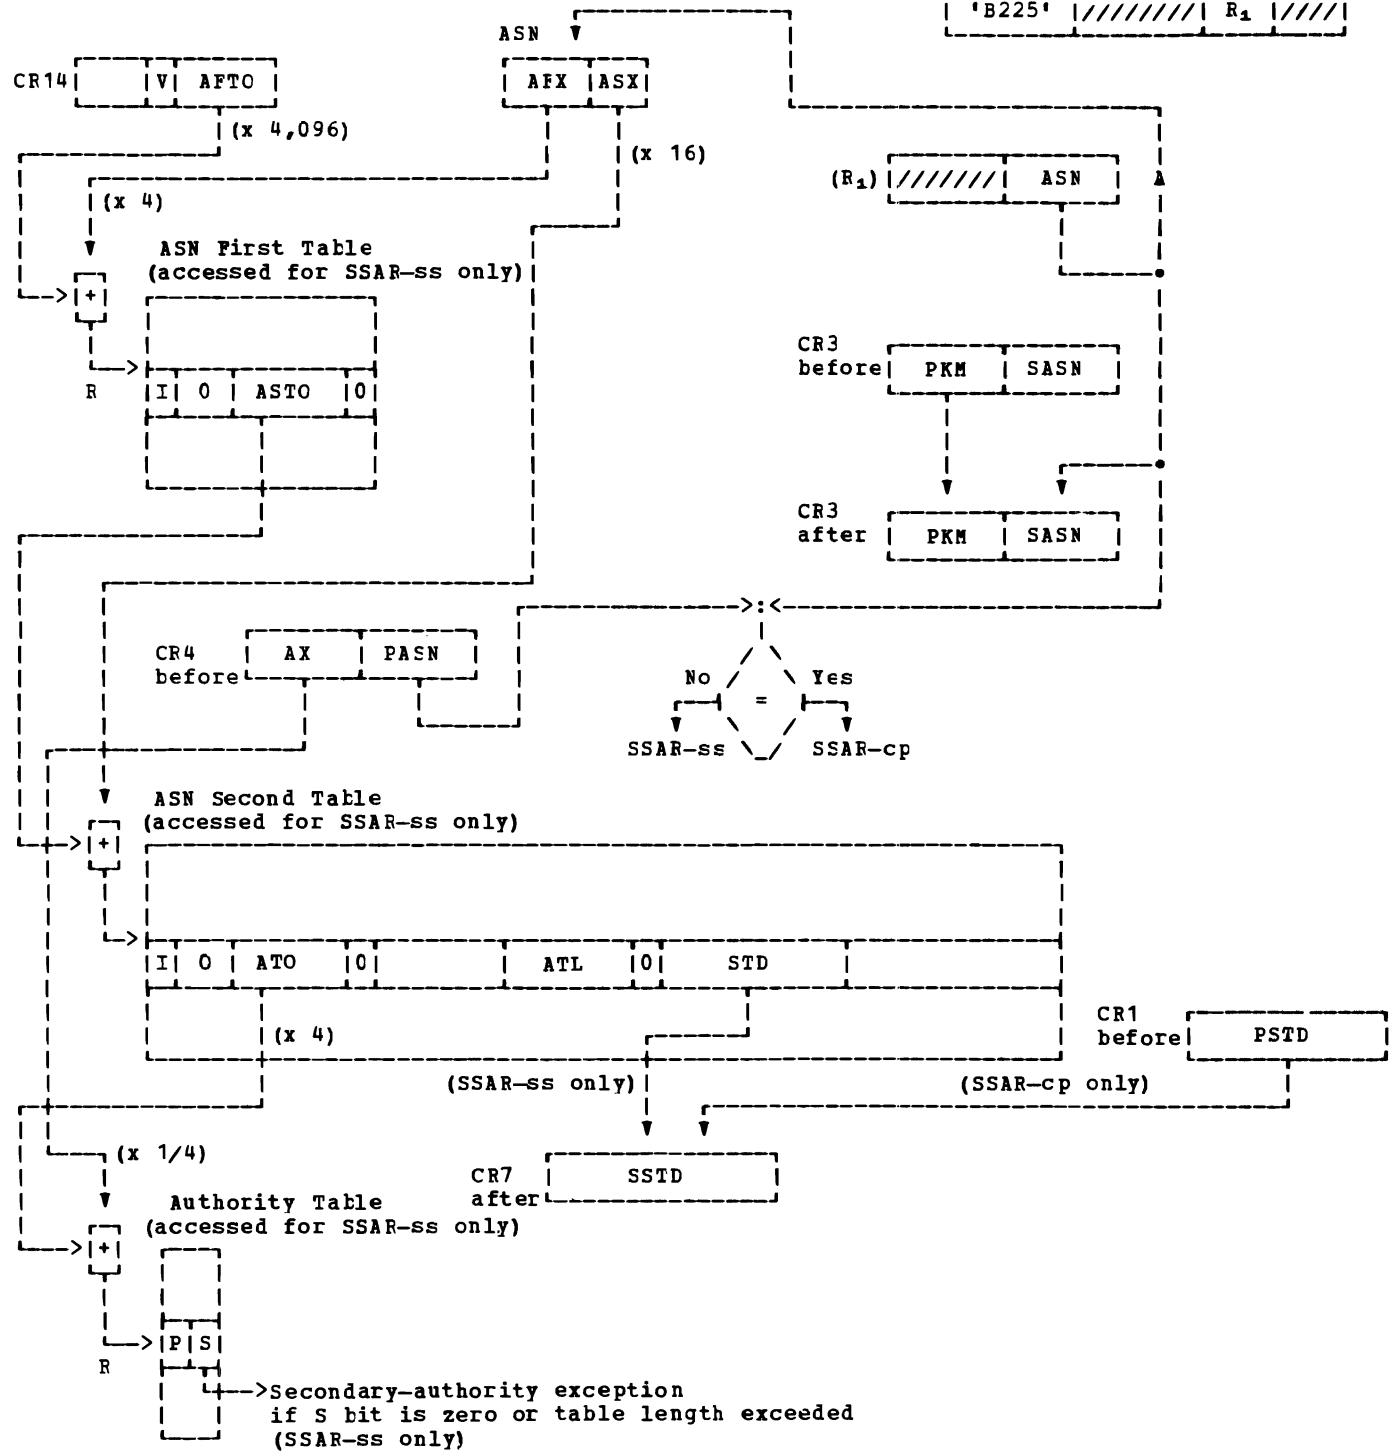 'B225' //////// R₁ ////
ASN
CR14 V AFTO
AFX ASX
(x 4,096)
(x 16)
(R₁) /////// ASN
(x 4)
ASN First Table
(accessed for SSAR—ss only)
+
R
I 0 ASTO 0
CR3
before PKM SASN
CR3
after PKM SASN
>:<
CR4
before AX PASN
No = Yes
SSAR—ss SSAR—cp
ASN Second Table
(accessed for SSAR—ss only)
+
I 0 ATO 0 ATL 0 STD
(x 4)
CR1
before PSTD
(SSAR—ss only) (SSAR—cp only)
(x 1/4)
CR7
after SSTD
Authority Table
(accessed for SSAR—ss only)
+
P S
R
>Secondary—authority exception
if S bit is zero or table length exceeded
(SSAR—ss only)